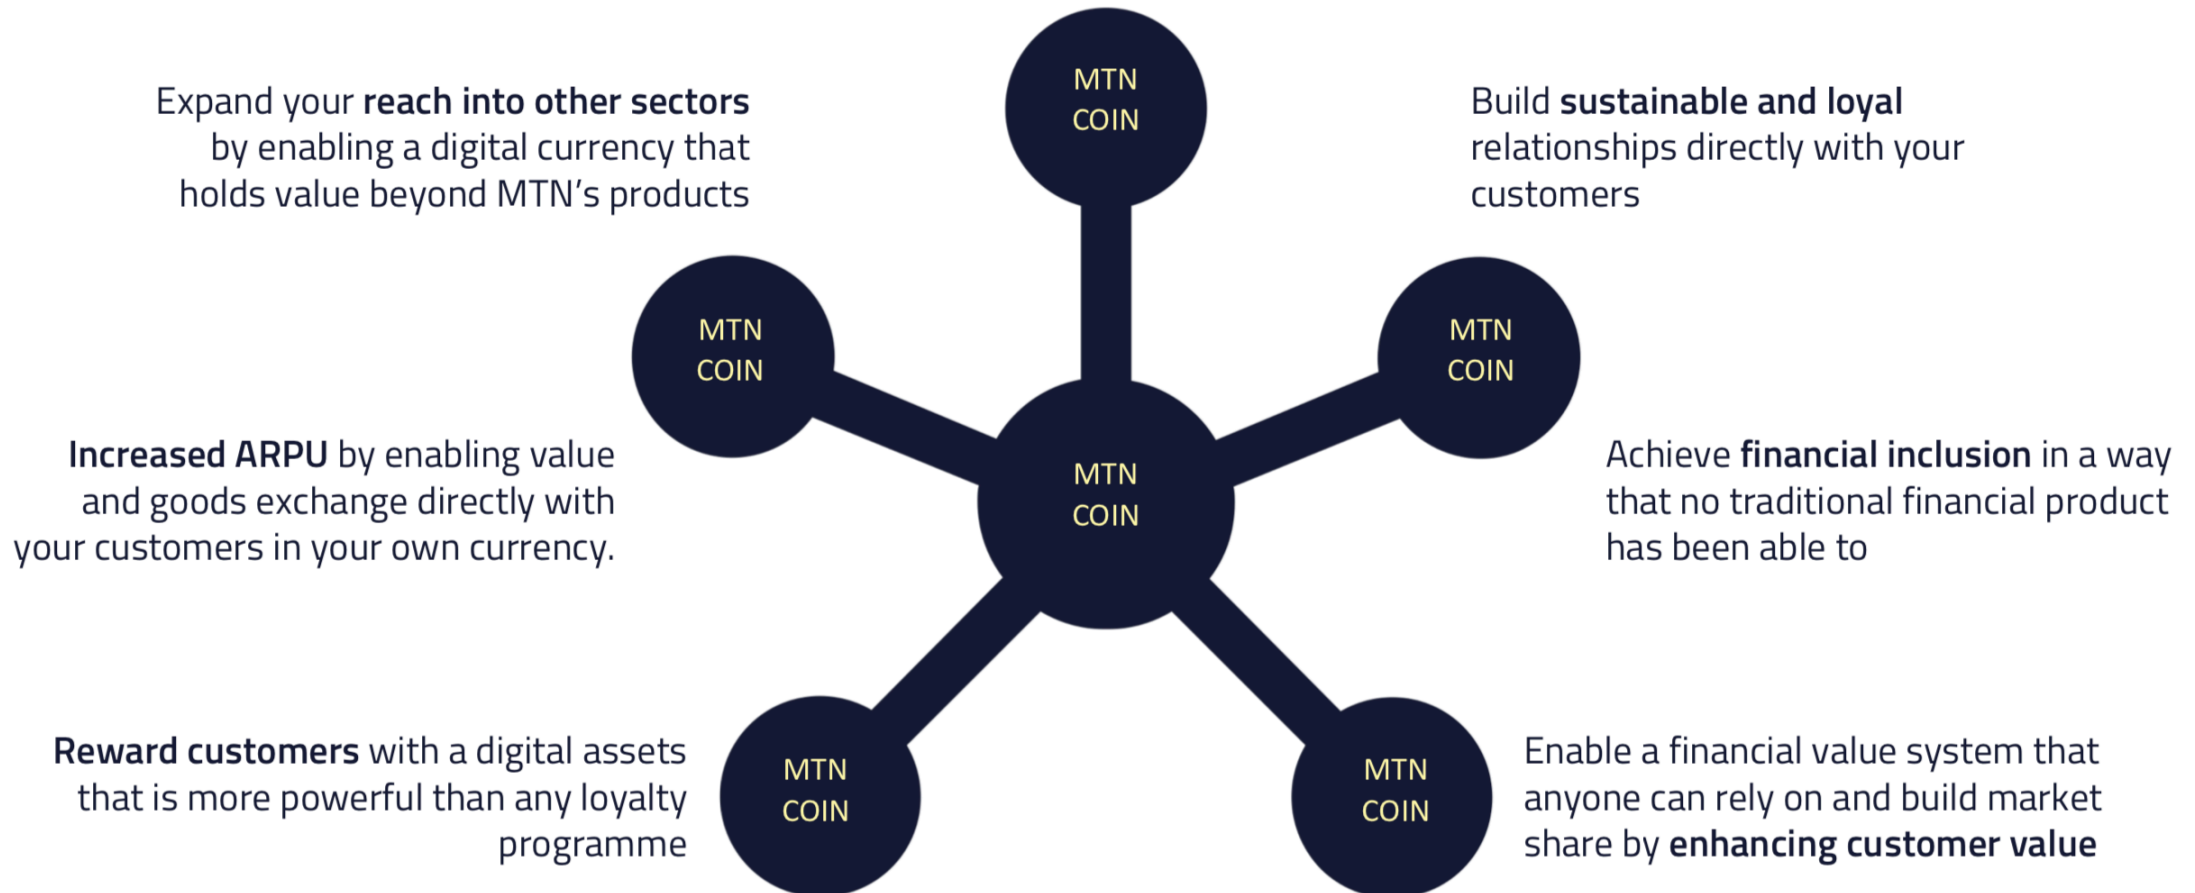 MTN
COIN
Expand your reach into other sectors
by enabling a digital currency that
holds value beyond MTN’s products
Build sustainable and loyal
relationships directly with your
customers
MTN
COIN
MTN
COIN
Increased ARPU by enabling value
and goods exchange directly with
your customers in your own currency.
MTN
COIN
Achieve financial inclusion in a way
that no traditional financial product
has been able to
Reward customers with a digital assets
that is more powerful than any loyalty
programme
MTN
COIN
MTN
COIN
Enable a financial value system that
anyone can rely on and build market
share by enhancing customer value